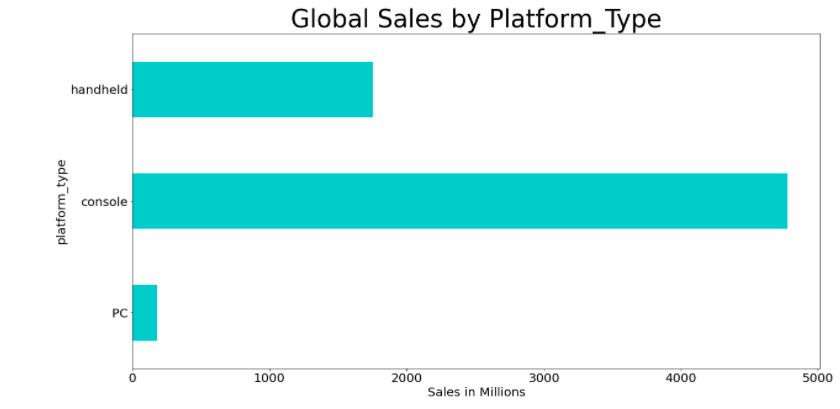 Global Sales by Platform_Type
handheld
console
PC
platform_type
0 1000 2000 3000 4000 5000
Sales in Millions